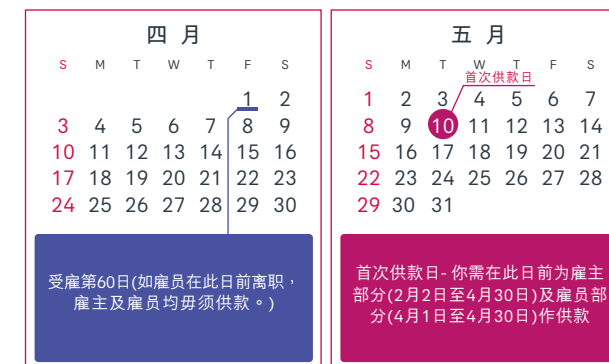 四 月
S M T W T F S
1 2
3 4 5 6 7 8 9
10 11 12 13 14 15 16
17 18 19 20 21 22 23
24 25 26 27 28 29 30
受雇第60日(如雇员在此日前离职，
雇主及雇员均毋须供款。)
五 月
S M T W T F S
首次供款日
1 2 3 4 5 6 7
8 9 10 11 12 13 14
15 16 17 18 19 20 21
22 23 24 25 26 27 28
29 30 31
首次供款日- 你需在此日前为雇主
部分(2月2日至4月30日)及雇员部
分(4月1日至4月30日)作供款